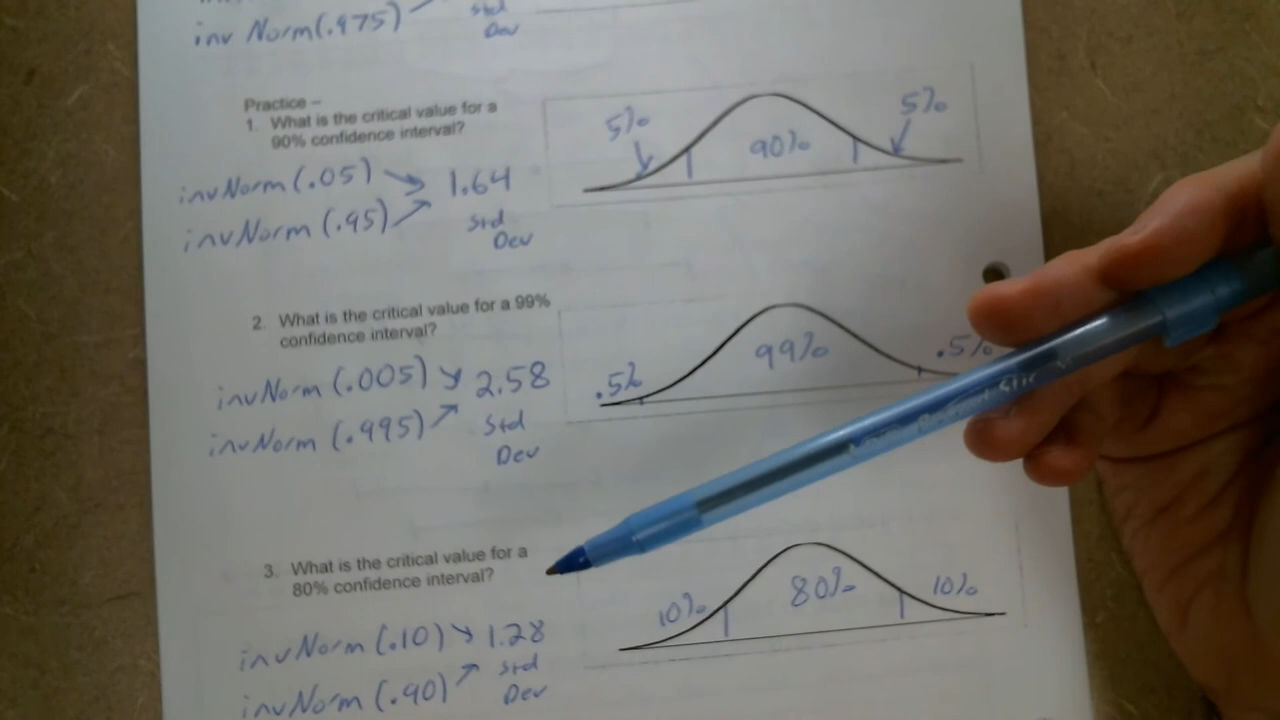 inv Norm(.975)
Std
Dev
Practice –
1. What is the critical value for a
90% confidence interval?
5%
90%
5%
invNorm(.05)
1.64
invNorm(.95)
Std
Dev
2. What is the critical value for a 99%
confidence interval?
.5%
99%
.5%
invNorm(.005)
2.58
invNorm(.995)
Std
Dev
3. What is the critical value for a
80% confidence interval?
10%
80%
10%
invNorm(.10)
1.28
invNorm(.90)
Std
Dev